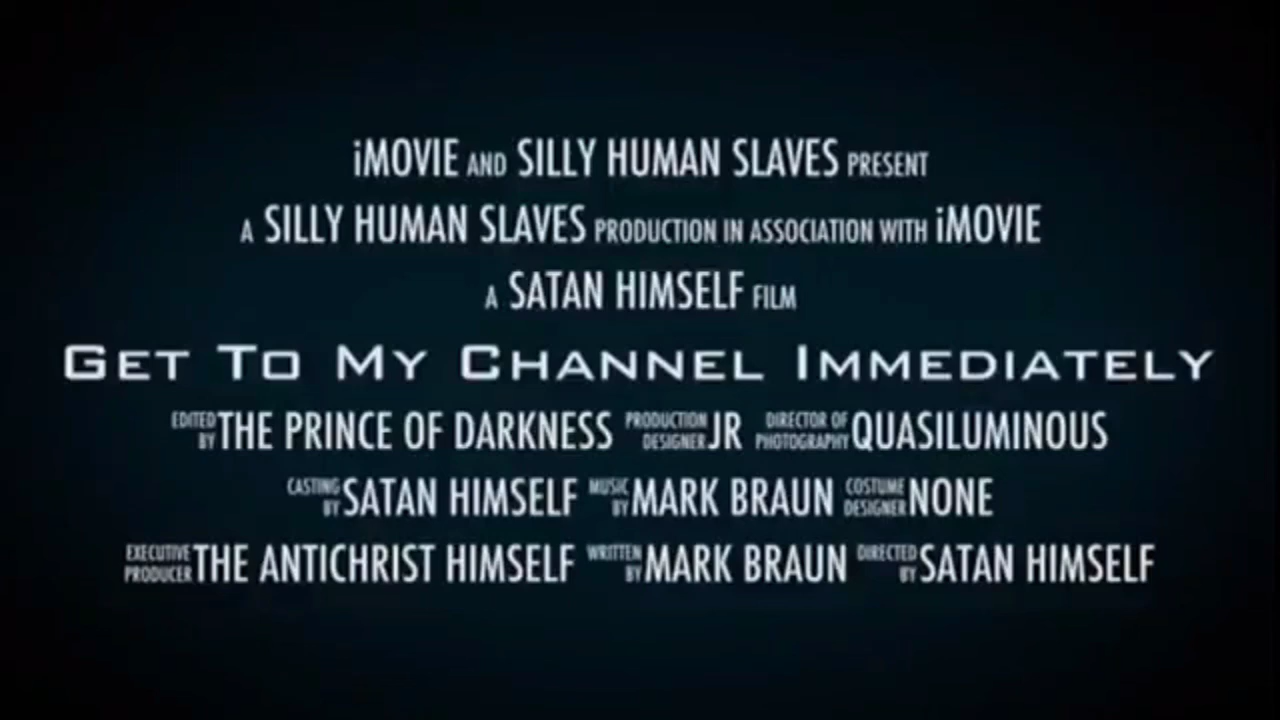 iMOVIE AND SILLY HUMAN SLAVES PRESENT
A SILLY HUMAN SLAVES PRODUCTION IN ASSOCIATION WITH iMOVIE
A SATAN HIMSELF FILM
GET TO MY CHANNEL IMMEDIATELY
EDITED BY THE PRINCE OF DARKNESS PRODUCTION DESIGNER JR DIRECTOR OF PHOTOGRAPHY QUASILUMINOUS
CASTING BY SATAN HIMSELF MUSIC BY MARK BRAUN COSTUME DESIGNER NONE
EXECUTIVE PRODUCER THE ANTICHRIST HIMSELF WRITTEN BY MARK BRAUN DIRECTED BY SATAN HIMSELF